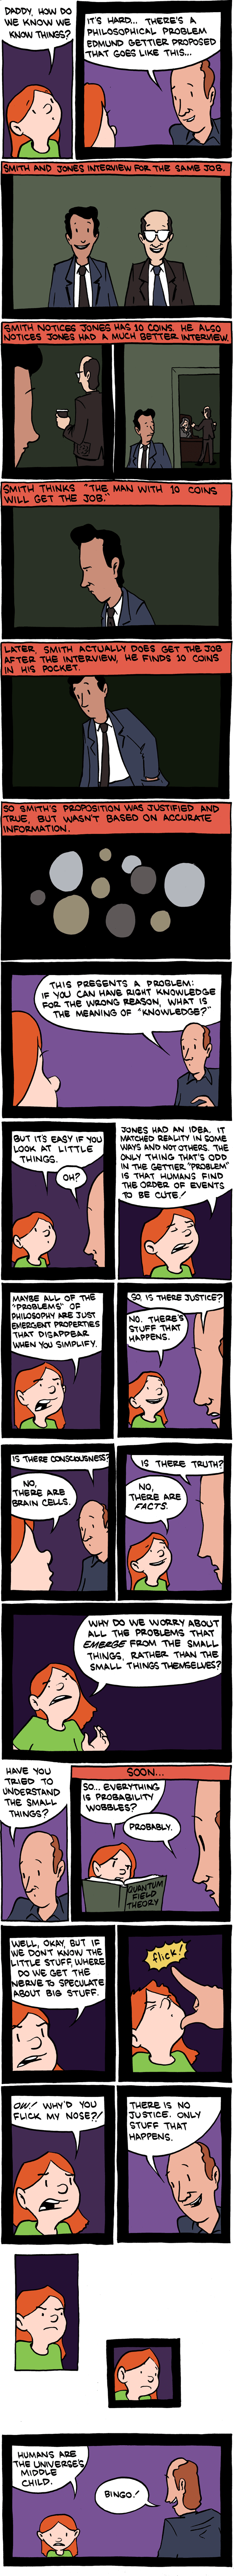 DADDY, HOW DO
WE KNOW WE
KNOW THINGS?
IT'S HARD... THERE'S A
PHILOSOPHICAL PROBLEM
EDMUND GETTIER PROPOSED
THAT GOES LIKE THIS...
SMITH AND JONES INTERVIEW FOR THE SAME JOB.
SMITH NOTICES JONES HAS 10 COINS. HE ALSO
NOTICES JONES HAD A MUCH BETTER INTERVIEW.
SMITH THINKS "THE MAN WITH 10 COINS
WILL GET THE JOB."
LATER, SMITH ACTUALLY DOES GET THE JOB
AFTER THE INTERVIEW, HE FINDS 10 COINS
IN HIS POCKET.
SO SMITH'S PROPOSITION WAS JUSTIFIED AND
TRUE, BUT WASN'T BASED ON ACCURATE
INFORMATION.
THIS PRESENTS A PROBLEM:
IF YOU CAN HAVE RIGHT KNOWLEDGE
FOR THE WRONG REASON, WHAT IS
THE MEANING OF "KNOWLEDGE?"
BUT IT'S EASY IF YOU
LOOK AT LITTLE
THINGS.
OH?
JONES HAD AN IDEA. IT
MATCHED REALITY IN SOME
WAYS AND NOT OTHERS. THE
ONLY THING THAT'S ODD
IN THE GETTIER "PROBLEM"
IS THAT HUMANS FIND
THE ORDER OF EVENTS
TO BE CUTE!
MAYBE ALL OF THE
"PROBLEMS" OF
PHILOSOPHY ARE JUST
EMERGENT PROPERTIES
THAT DISAPPEAR
WHEN YOU SIMPLIFY.
SO, IS THERE JUSTICE?
NO. THERE'S
STUFF THAT
HAPPENS.
IS THERE CONSCIOUSNESS?
NO,
THERE ARE
BRAIN CELLS.
IS THERE TRUTH?
NO,
THERE ARE
FACTS.
WHY DO WE WORRY ABOUT
ALL THE PROBLEMS THAT
EMERGE FROM THE SMALL
THINGS, RATHER THAN THE
SMALL THINGS THEMSELVES?
HAVE YOU
TRIED TO
UNDERSTAND
THE SMALL
THINGS?
SOON...
SO... EVERYTHING
IS PROBABILITY
WOBBLES?
PROBABLY.
QUANTUM
FIELD
THEORY
WELL, OKAY, BUT IF
WE DON'T KNOW THE
LITTLE STUFF, WHERE
DO WE GET THE
NERVE TO SPECULATE
ABOUT BIG STUFF.
flick!
OW! WHY'D YOU
FLICK MY NOSE?!
THERE IS NO
JUSTICE. ONLY
STUFF THAT
HAPPENS.
HUMANS ARE
THE UNIVERSE'S
MIDDLE
CHILD.
BINGO!